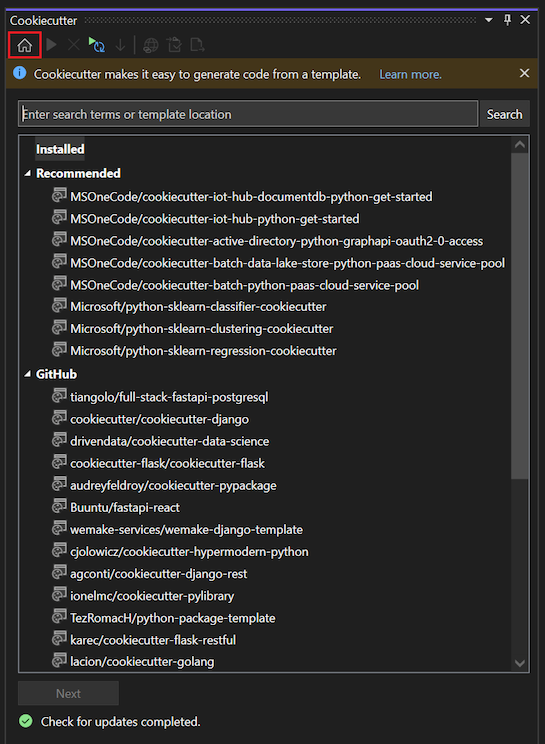 Cookiecutter
Cookiecutter makes it easy to generate code from a template. Learn more.
Enter search terms or template location Search
Installed
Recommended
MSOneCode/cookiecutter-iot-hub-documentdb-python-get-started
MSOneCode/cookiecutter-iot-hub-python-get-started
MSOneCode/cookiecutter-active-directory-python-graphapi-oauth2-0-access
MSOneCode/cookiecutter-batch-data-lake-store-python-paas-cloud-service-pool
MSOneCode/cookiecutter-batch-python-paas-cloud-service-pool
Microsoft/python-sklearn-classifier-cookiecutter
Microsoft/python-sklearn-clustering-cookiecutter
Microsoft/python-sklearn-regression-cookiecutter
GitHub
tiangolo/full-stack-fastapi-postgresql
cookiecutter/cookiecutter-django
drivendata/cookiecutter-data-science
cookiecutter-flask/cookiecutter-flask
audreyfeldroy/cookiecutter-pypackage
Buuntu/fastapi-react
wemake-services/wemake-django-template
cjolowicz/cookiecutter-hypermodern-python
agconti/cookiecutter-django-rest
ionelmc/cookiecutter-pylibrary
TezRomacH/python-package-template
karec/cookiecutter-flask-restful
lacion/cookiecutter-golang
Next
Check for updates completed.